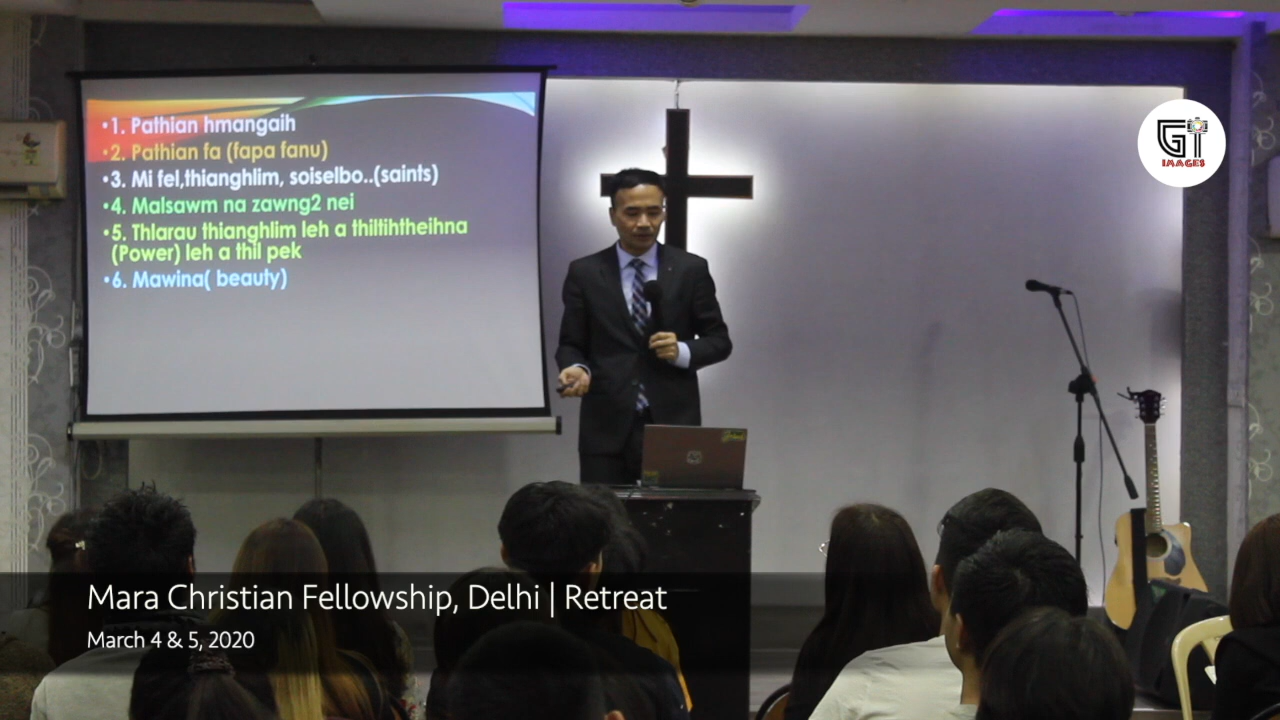 •1. Pathian hmangaih
•2. Pathian fa (fapa fanu)
•3. Mi fel,thianghlim, soiselbo..(saints)
•4. Malsawm na zawng2 nei
•5. Thlarau thianghlim leh a thiltihtheihna
(Power) leh a thil pek
•6. Mawina( beauty)
GT
IMAGES
Mara Christian Fellowship, Delhi | Retreat
March 4 & 5, 2020